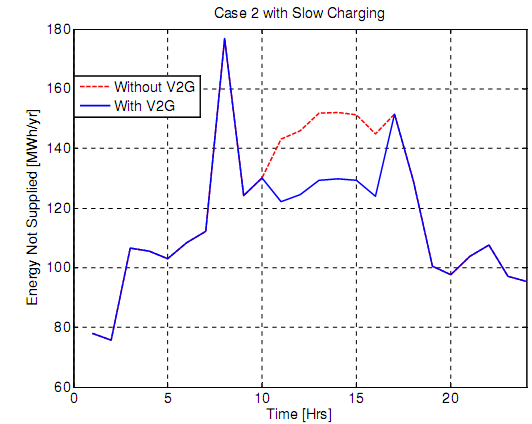 Case 2 with Slow Charging
180
160
140
120
100
80
60
Energy Not Supplied [MWh/yr]
Without V2G
With V2G
0
5
10
15
20
Time [Hrs]